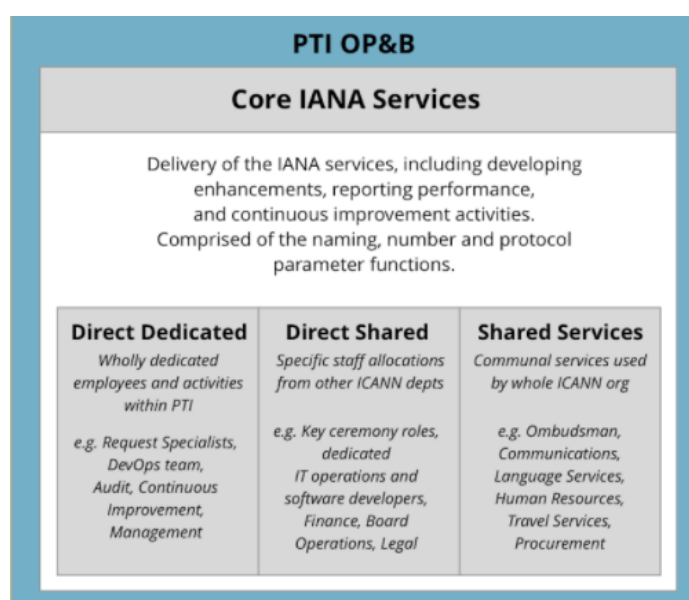 PTI OP&B
Core IANA Services
Delivery of the IANA services, including developing
enhancements, reporting performance,
and continuous improvement activities.
Comprised of the naming, number and protocol
parameter functions.
Direct Dedicated
Wholly dedicated
employees and activities
within PTI
e.g. Request Specialists,
DevOps team,
Audit, Continuous
Improvement,
Management
Direct Shared
Specific staff allocations
from other ICANN depts
e.g. Key ceremony roles,
dedicated
IT operations and
software developers,
Finance, Board
Operations, Legal
Shared Services
Communal services used
by whole ICANN org
e.g. Ombudsman,
Communications,
Language Services,
Human Resources,
Travel Services,
Procurement